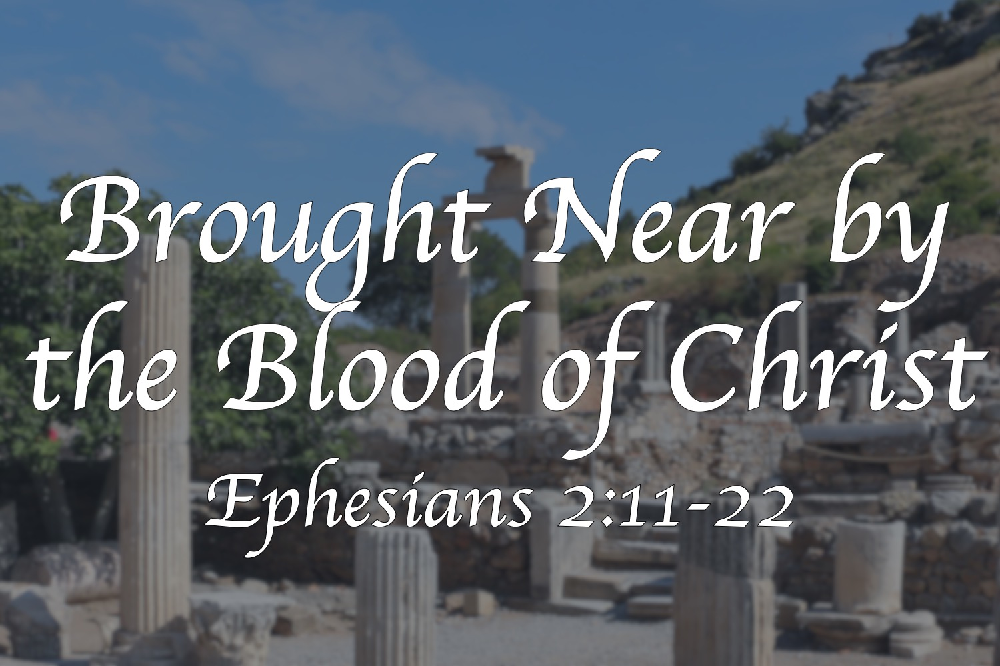 Brought Near by
the Blood of Christ
Ephesians 2:11-22